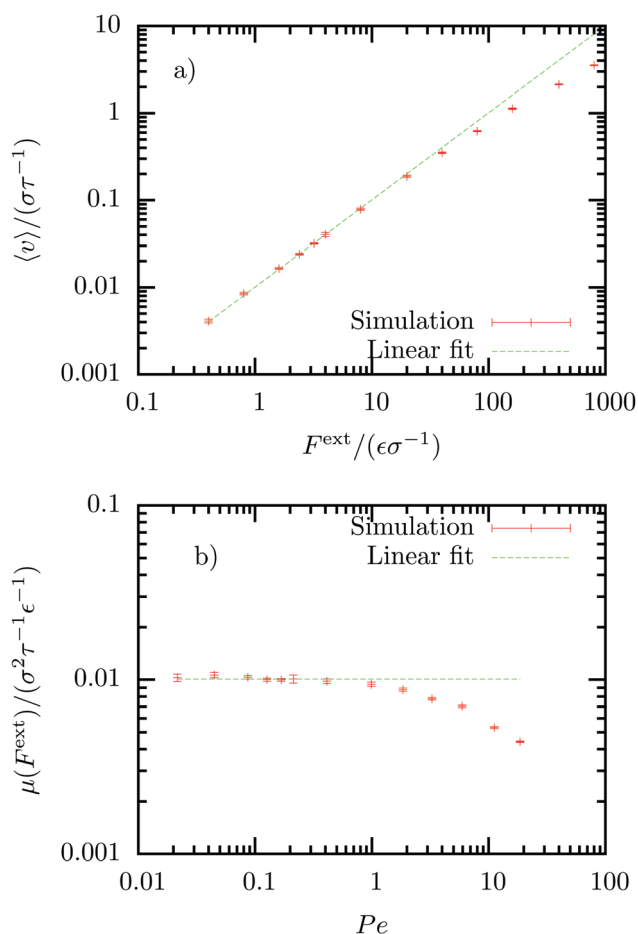 10
1
0.1
0.01
0.001
⟨v⟩/(στ⁻¹)
a)
Simulation
Linear fit
0.1 1 10 100 1000
Fᵉˣᵗ/(ϵσ⁻¹)
0.1
0.01
0.001
μ(Fᵉˣᵗ)/(σ²τ⁻¹ϵ⁻¹)
b)
Simulation
Linear fit
0.01 0.1 1 10 100
Pe